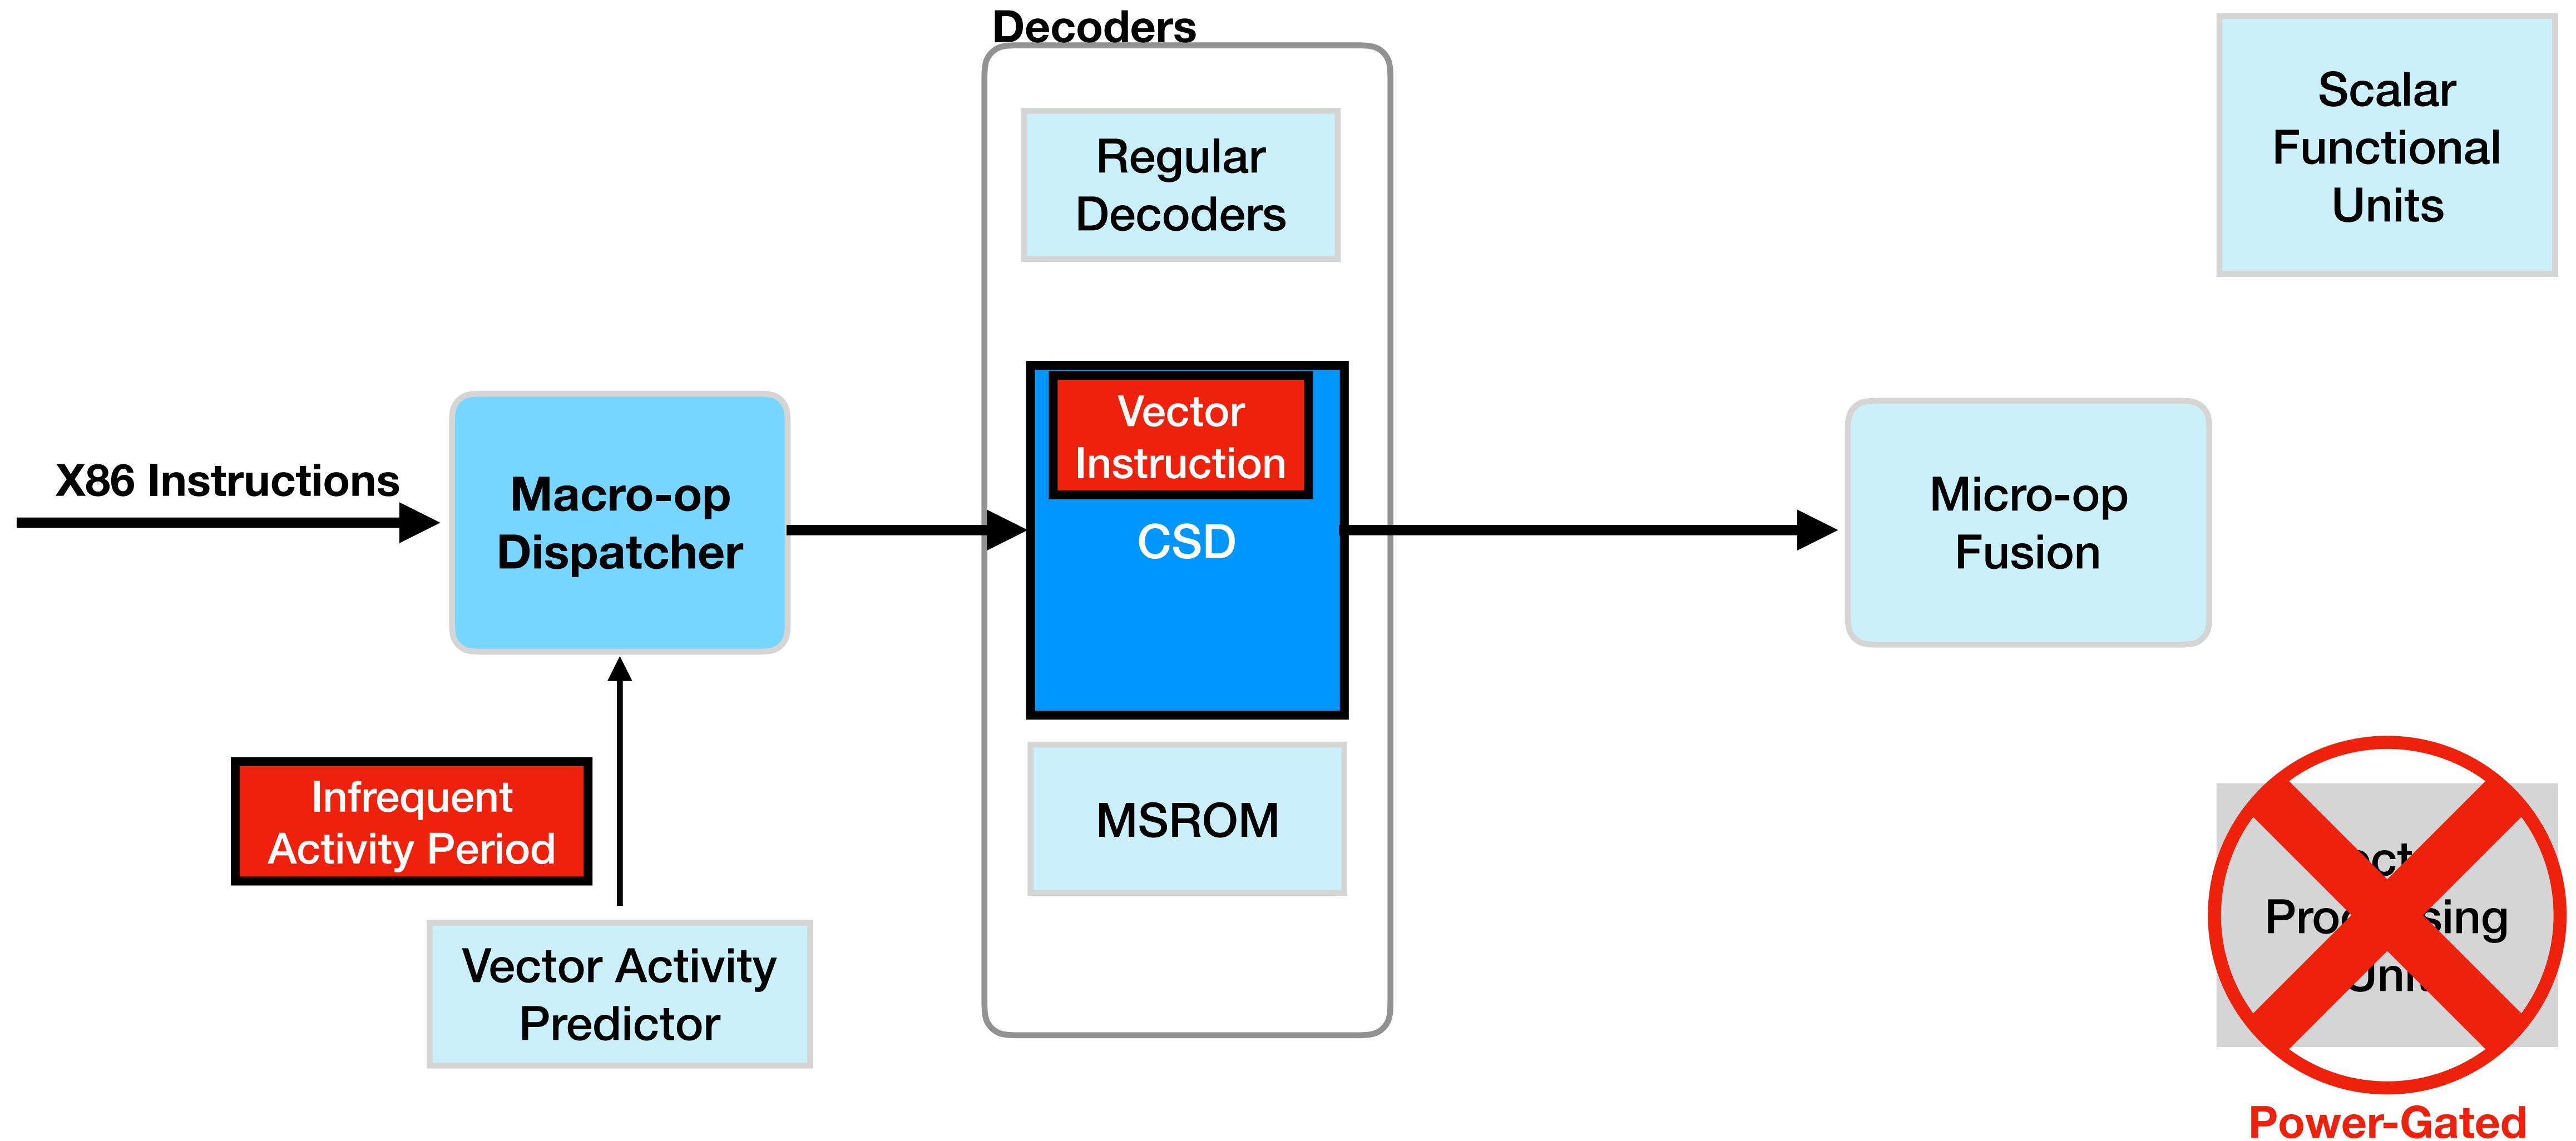 Decoders
Regular
Decoders
Scalar
Functional
Units
X86 Instructions
Macro-op
Dispatcher
Vector
Instruction
CSD
Micro-op
Fusion
MSROM
Infrequent
Activity Period
Vector Activity
Predictor
Power-Gated